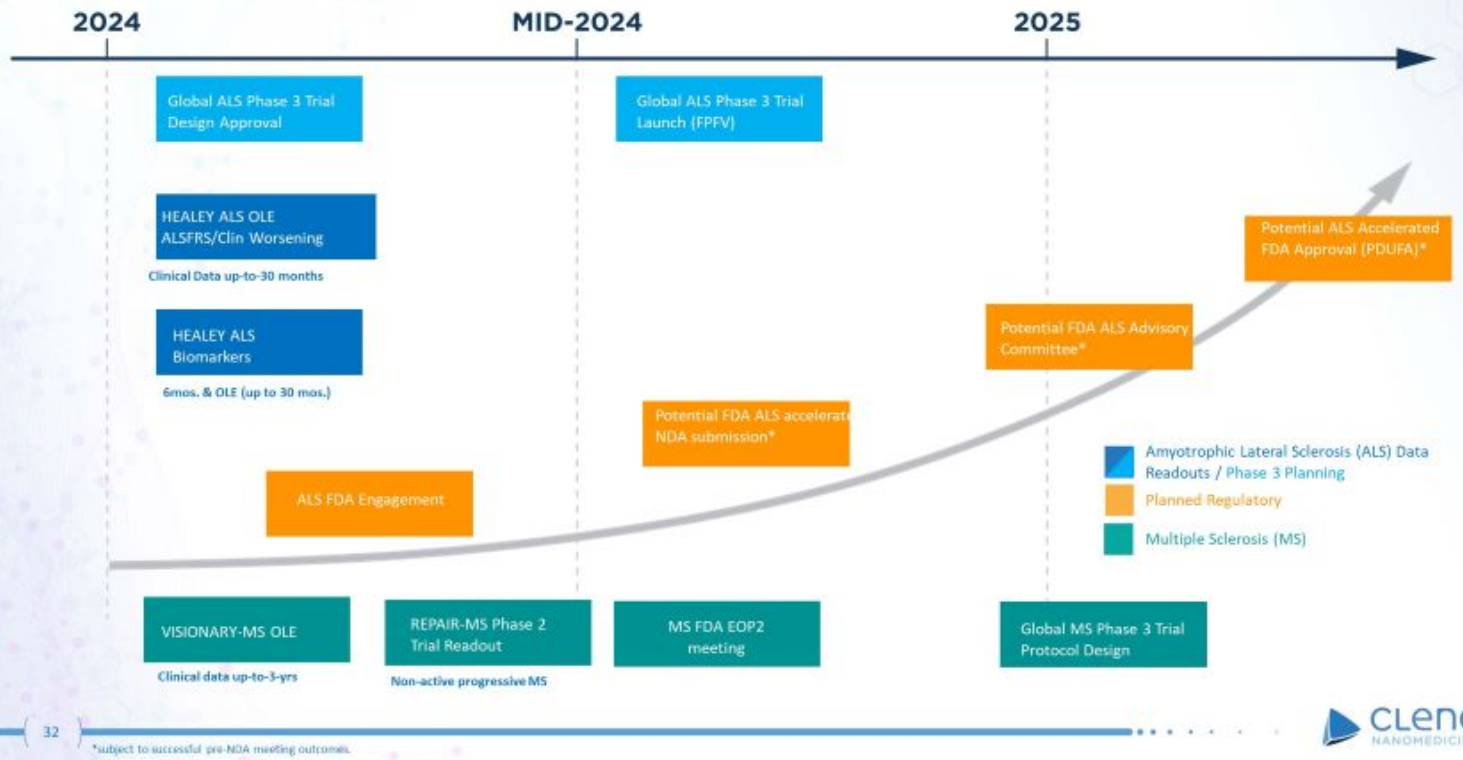 2024
MID-2024
2025
Global ALS Phase 3 Trial
Design Approval
Global ALS Phase 3 Trial
Launch (FPFV)
HEALEY ALS OLE
ALSFRS/Clin Worsening
Clinical Data up-to-30 months
Potential ALS Accelerated
FDA Approval (PDUFA)*
HEALEY ALS
Biomarkers
6mos. & OLE (up to 30 mos.)
Potential FDA ALS Advisory
Committee*
Potential FDA ALS accelerat
NDA submission*
ALS FDA Engagement
Amyotrophic Lateral Sclerosis (ALS) Data
Readouts / Phase 3 Planning
Planned Regulatory
Multiple Sclerosis (MS)
VISIONARY-MS OLE
Clinical data up-to-3-yrs
REPAIR-MS Phase 2
Trial Readout
Non-active progressive MS
MS FDA EOP2
meeting
Global MS Phase 3 Trial
Protocol Design
32
*subject to successful pre-NDA meeting outcomes.
CLENE
NANOMEDICI